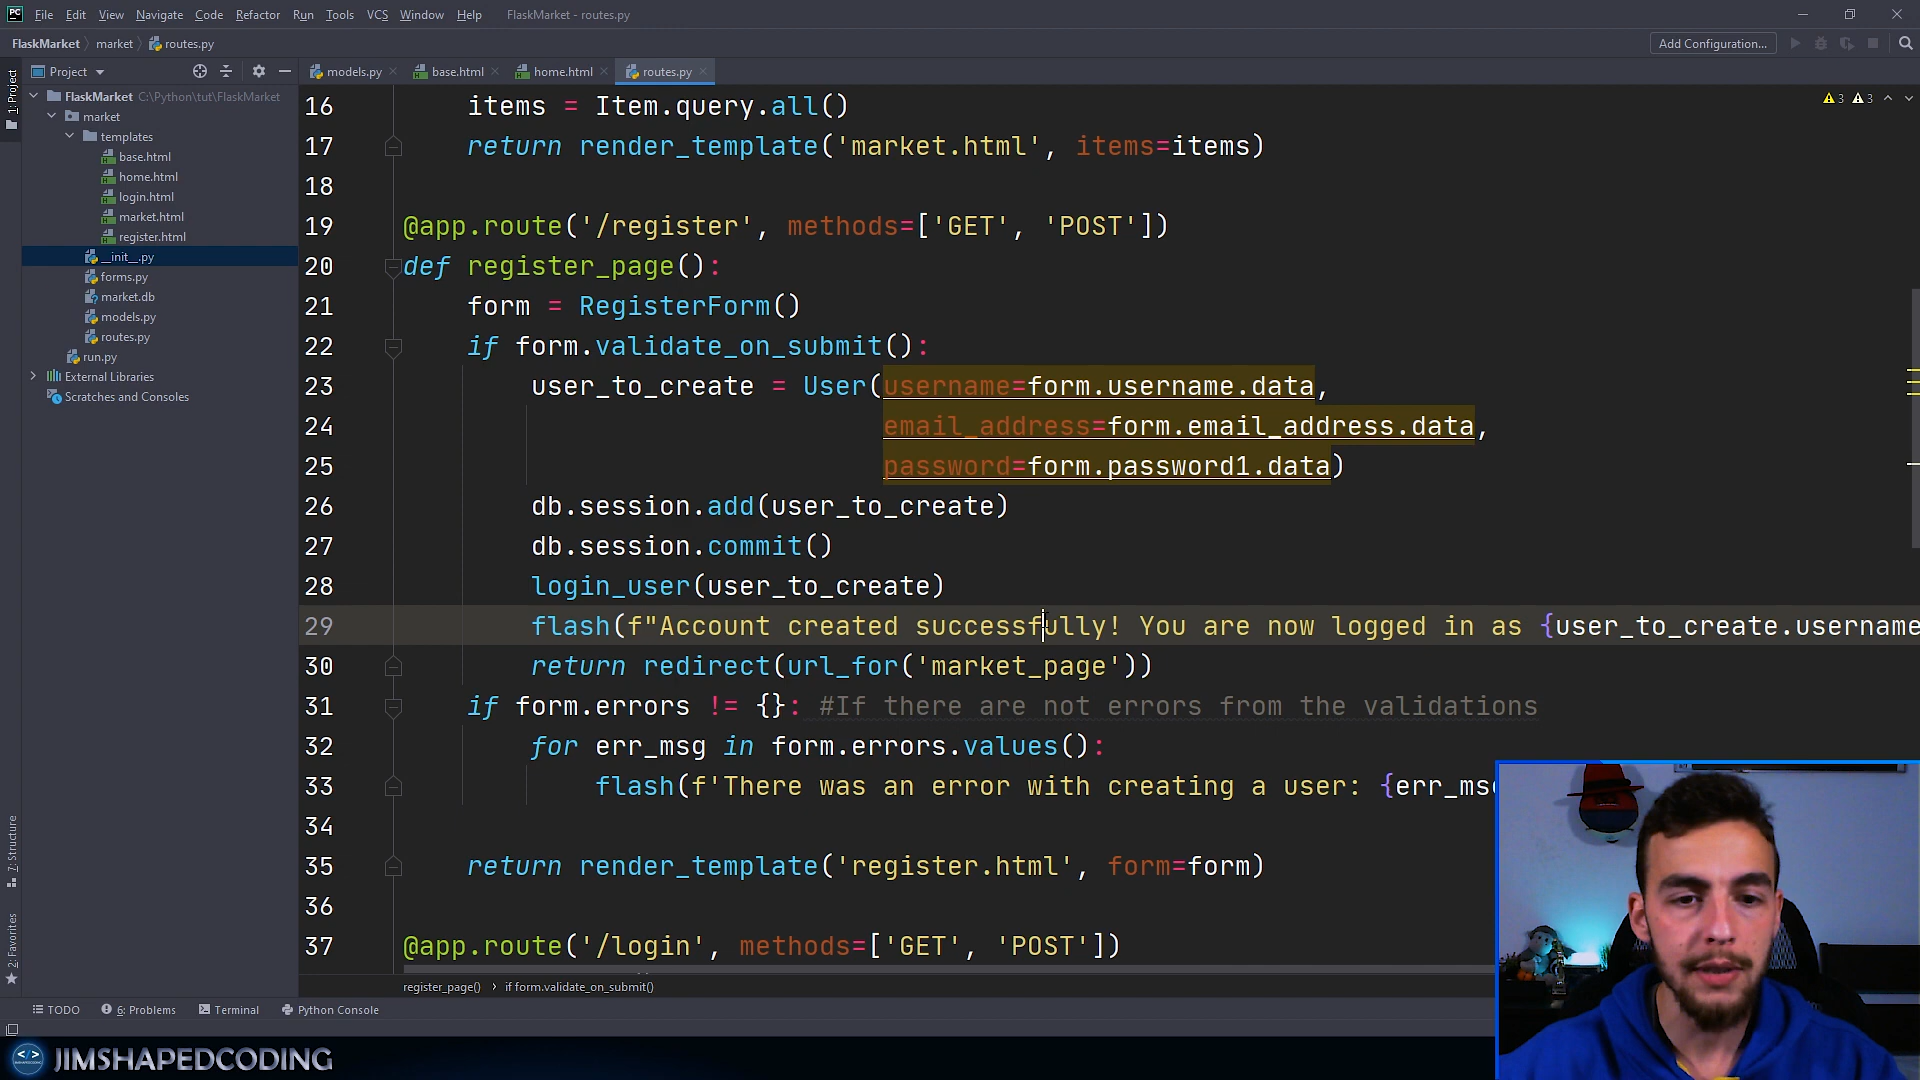 PC File Edit View Navigate Code Refactor Run Tools VCS Window Help FlaskMarket - routes.py
FlaskMarket market routes.py Add Configuration...
Project models.py base.html home.html routes.py
1: Project
FlaskMarket C:\Python\tut\FlaskMarket
market
templates
base.html
home.html
login.html
market.html
register.html
__init__.py
forms.py
market.db
models.py
routes.py
run.py
External Libraries
Scratches and Consoles
3 3
16 items = Item.query.all()
17 return render_template('market.html', items=items)
18
19 @app.route('/register', methods=['GET', 'POST'])
20 def register_page():
21 form = RegisterForm()
22 if form.validate_on_submit():
23 user_to_create = User(username=form.username.data,
24 email_address=form.email_address.data,
25 password=form.password1.data)
26 db.session.add(user_to_create)
27 db.session.commit()
28 login_user(user_to_create)
29 flash(f"Account created successfully! You are now logged in as {user_to_create.username
30 return redirect(url_for('market_page'))
31 if form.errors != {}: #If there are not errors from the validations
32 for err_msg in form.errors.values():
33 flash(f'There was an error with creating a user: {err_msg
34
35 return render_template('register.html', form=form)
36
37 @app.route('/login', methods=['GET', 'POST'])
7: Structure
2: Favorites
register_page() if form.validate_on_submit()
TODO 6: Problems Terminal Python Console
JIMSHAPEDCODING